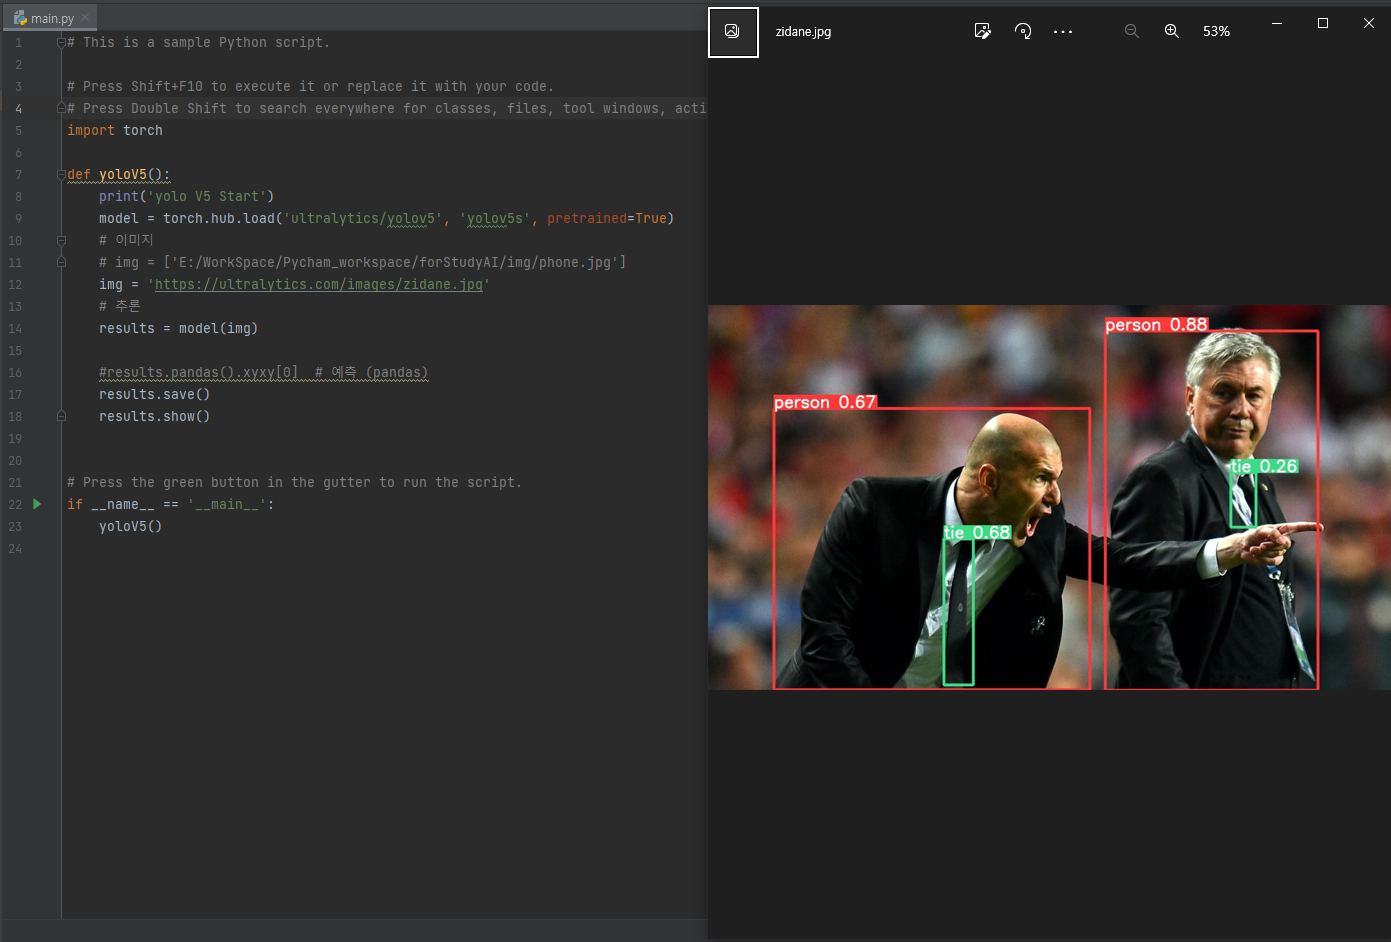 main.py
1 # This is a sample Python script.
2
3 # Press Shift+F10 to execute it or replace it with your code.
4 # Press Double Shift to search everywhere for classes, files, tool windows, acti
5 import torch
6
7 def yoloV5():
8 print('yolo V5 Start')
9 model = torch.hub.load('ultralytics/yolov5', 'yolov5s', pretrained=True)
10 # 이미지
11 # img = ['E:/WorkSpace/Pycham_workspace/forStudyAI/img/phone.jpg']
12 img = 'https://ultralytics.com/images/zidane.jpg'
13 # 추론
14 results = model(img)
15
16 #results.pandas().xyxy[0]  # 예측 (pandas)
17 results.save()
18 results.show()
19
20
21 # Press the green button in the gutter to run the script.
22 if __name__ == '__main__':
23 yoloV5()
24
zidane.jpg
53%
person 0.88
person 0.67
tie 0.26
tie 0.68